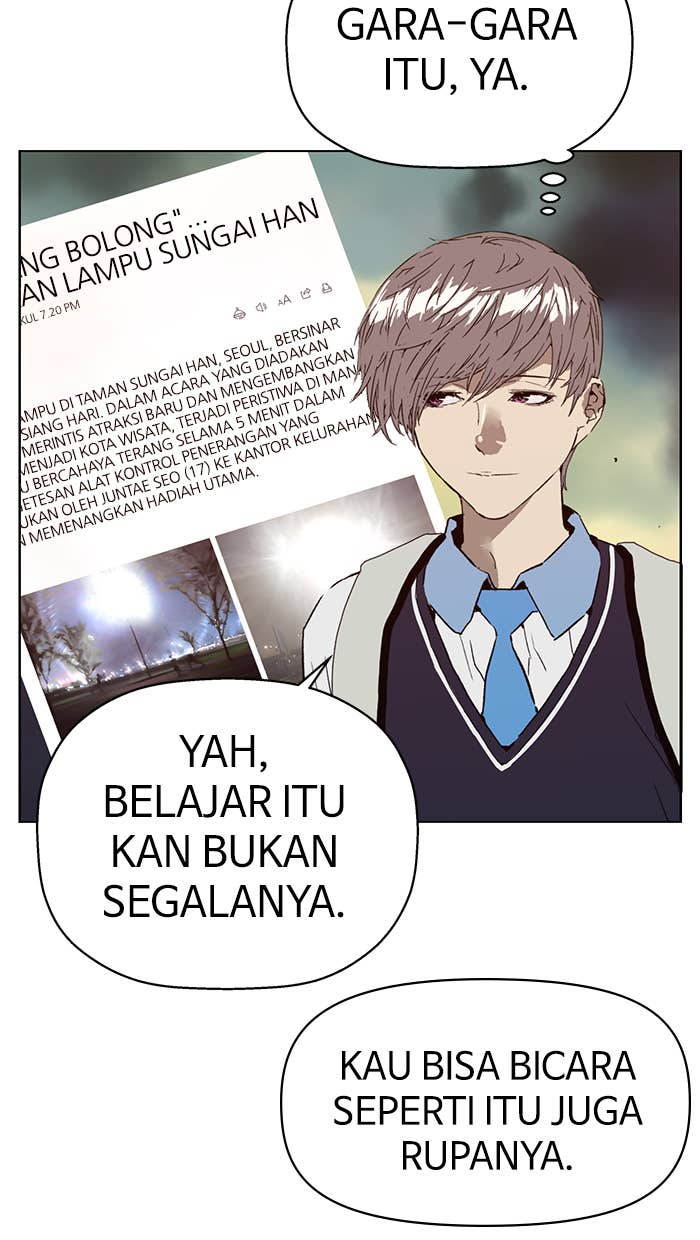 GARA-GARA
ITU, YA.
NG BOLONG" ...
AN LAMPU SUNGAI HAN
KUL 7.20 PM
AMPU DI TAMAN SUNGAI HAN, SEOUL, BERSINAR
SIANG HARI. DALAM ACARA YANG DIADAKAN
MERINTIS ATRAKSI BARU DAN MENGEMBANGKAN
MENJADI KOTA WISATA, TERJADI PERISTIWA DI MAN
U BERCAHAYA TERANG SELAMA 5 MENIT DALAM
ETESAN ALAT KONTROL PENERANGAN YANG
UKAN OLEH JUNTAE SEO (17) KE KANTOR KELURAHAN
N MEMENANGKAN HADIAH UTAMA.
YAH,
BELAJAR ITU
KAN BUKAN
SEGALANYA.
KAU BISA BICARA
SEPERTI ITU JUGA
RUPANYA.